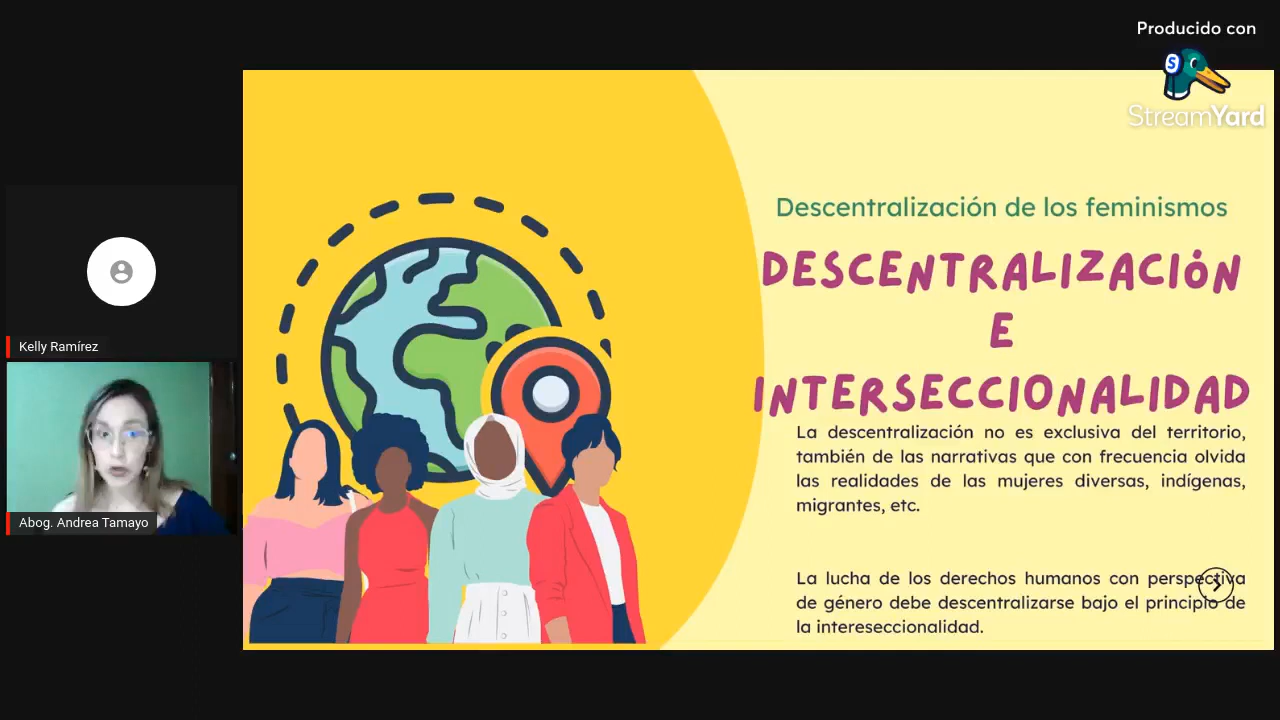 Producido con
StreamYard
Descentralización de los feminismos
DESCENTRALIZACIÓN
E
INTERSECCIONALIDAD
La descentralización no es exclusiva del territorio,
también de las narrativas que con frecuencia olvida
las realidades de las mujeres diversas, indígenas,
migrantes, etc.
La lucha de los derechos humanos con perspectiva
de género debe descentralizarse bajo el principio de
la intereseccionalidad.
Kelly Ramírez
Abog. Andrea Tamayo